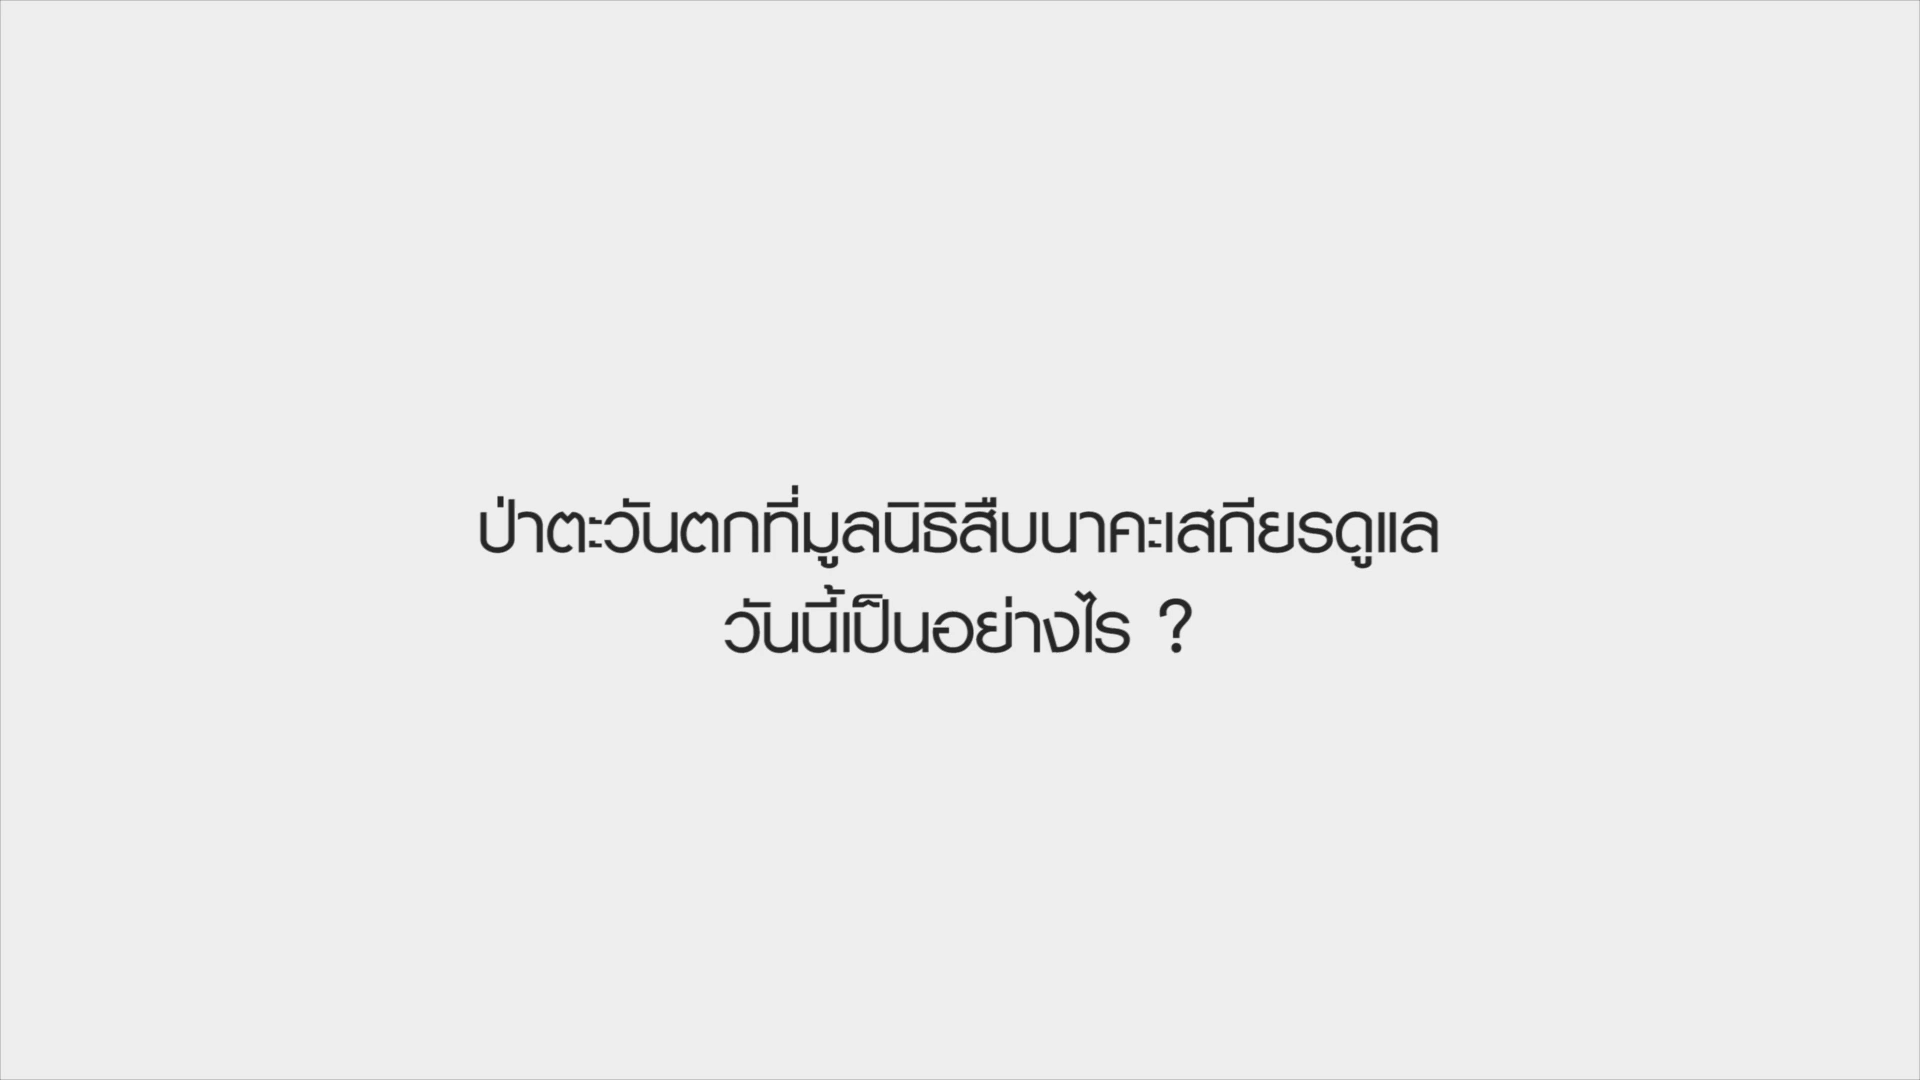 ป่าตะวันตกที่มูลนิธิสืบนาคะเสถียรดูแล
วันนี้เป็นอย่างไร ?